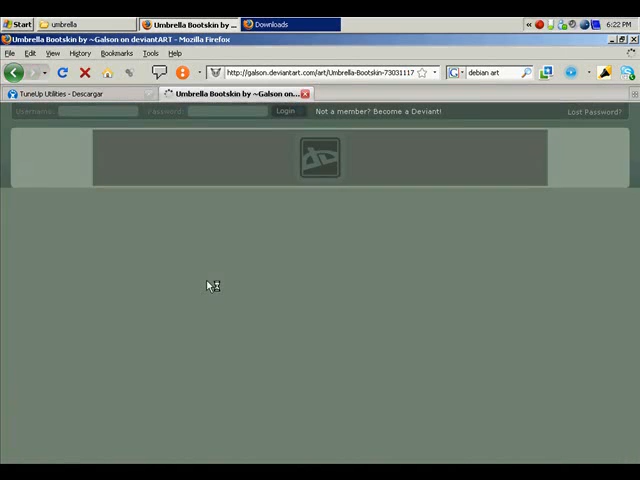 Start umbrella Umbrella Bootskin by ... Downloads « 6:22 PM
Umbrella Bootskin by ~Galson on deviantART - Mozilla Firefox
File Edit View History Bookmarks Tools Help
http://galson.deviantart.com/art/Umbrella-Bootskin-73031117 debian art
TuneUp Utilities - Descargar Umbrella Bootskin by ~Galson on...
Username: Password: Login Not a member? Become a Deviant! Lost Password?